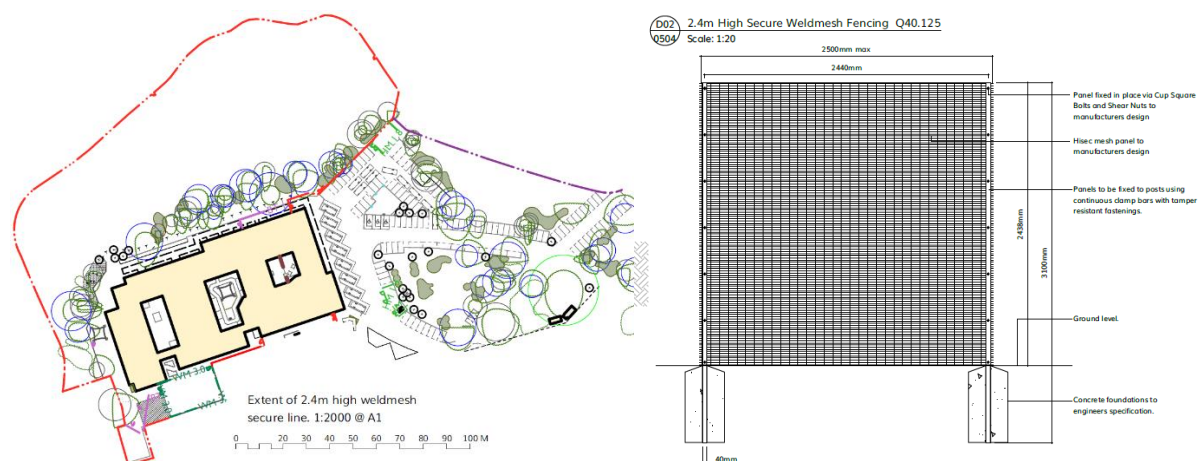 D02
0504
2.4m High Secure Weldmesh Fencing Q40.125
Scale: 1:20
2500mm max
2440mm
Panel fixed in place via Cup Square
Bolts and Shear Nuts to
manufacturers design
Hisec mesh panel to
manufacturers design
Panels to be fixed to posts using
continuous clamp bars with tamper
resistant fastenings.
2438mm
3100mm
Ground level.
Concrete foundations to
engineers specification.
40mm
WM 3.0
Extent of 2.4m high weldmesh
secure line. 1:2000 @ A1
0 20 30 40 50 60 70 80 90 100 M